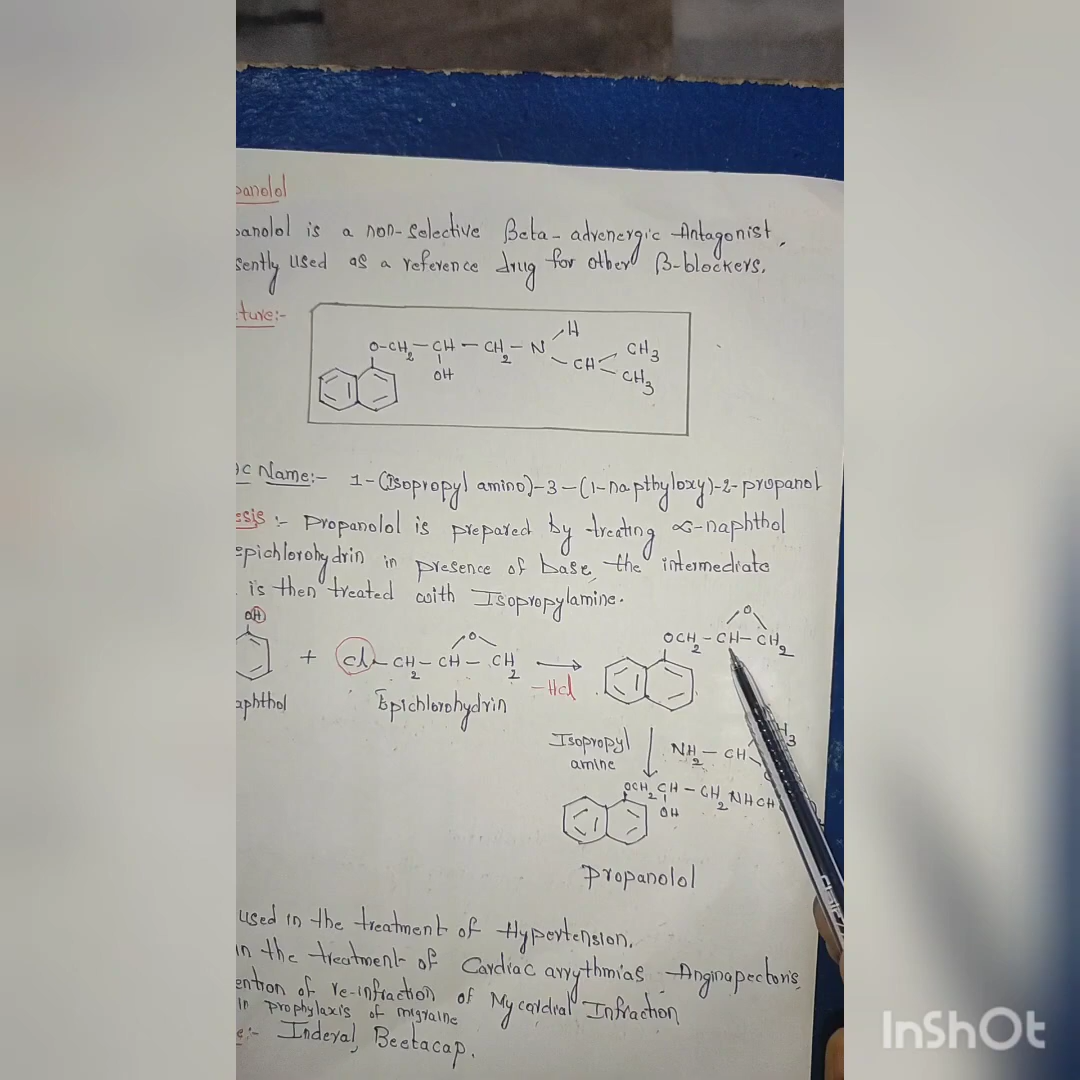 panolol
panolol is a non-selective Beta-adrenergic Antagonist,
sently used as a reference drug for other β-blockers.
ture:-
H
O-CH2-CH-CH2-N
CH3
CH
OH
CH3
Name:- 1-(Isopropyl amino)-3-(1-napthyloxy)-2-propanol
esis :- Propanolol is prepared by treating α-naphthol
epichlorohydrin in presence of base, the intermediate
is then treated with Isopropylamine.
OH
O
O
OCH2-CH-CH2
+ Cl-CH2-CH-CH2
-HCl
aphthol
Epichlorohydrin
Isopropyl
amine
NH2-CH
OCH2CH-CH2NHCH
OH
Propanolol
used in the treatment of Hypertension.
in the treatment of Cardiac arrythmias, Anginapectoris,
ention of re-infraction of Mycardial Infraction
in prophylaxis of migraine
e:- Inderal, Beetacap.
InShOt